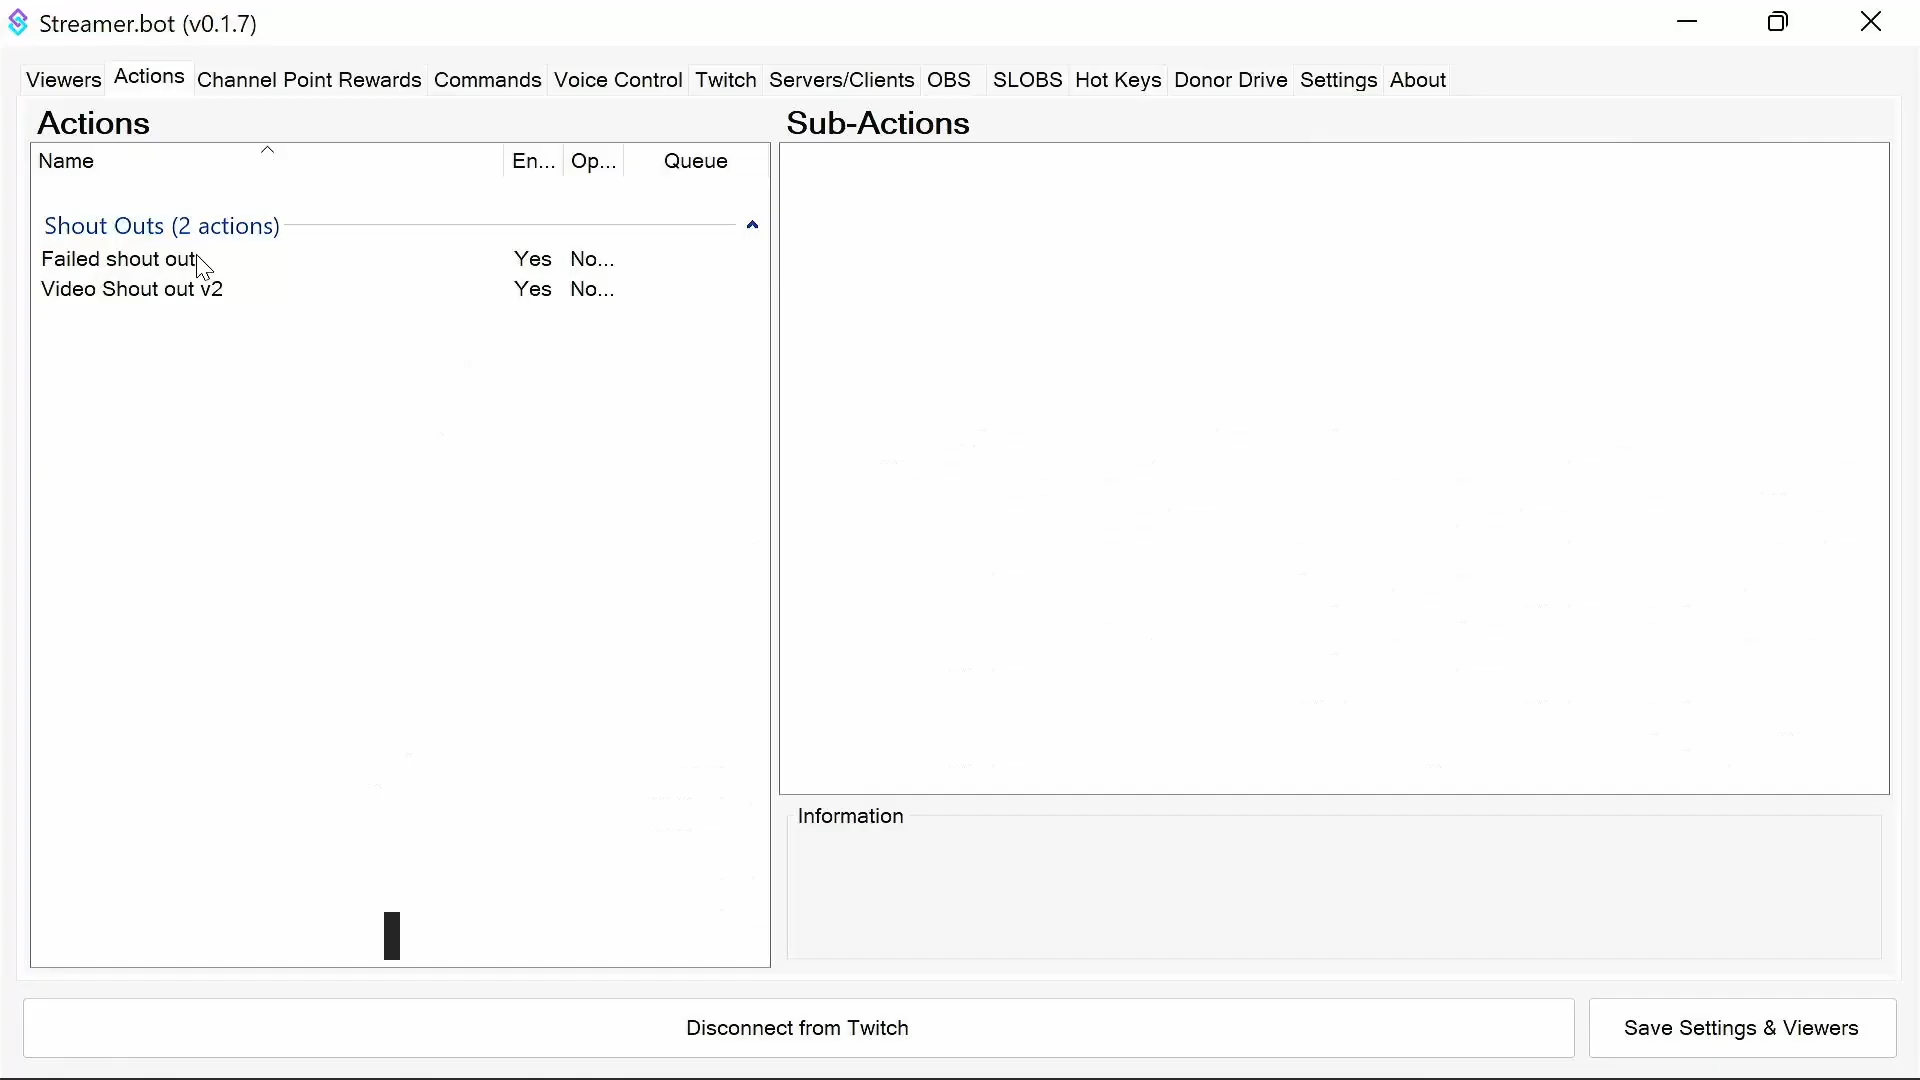 Streamer.bot (v0.1.7)
Viewers Actions Channel Point Rewards Commands Voice Control Twitch Servers/Clients OBS SLOBS Hot Keys Donor Drive Settings About
Actions
Sub-Actions
Name En... Op... Queue
Shout Outs (2 actions)
Failed shout out Yes No...
Video Shout out v2 Yes No...
Information
Disconnect from Twitch
Save Settings & Viewers